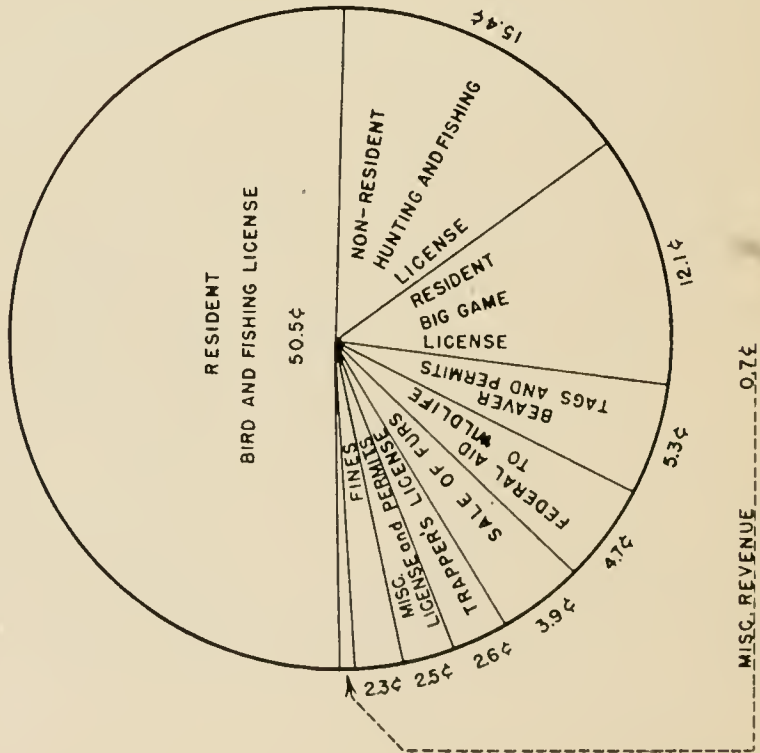 RESIDENT
BIRD AND FISHING LICENSE
50.5¢
NON-RESIDENT
HUNTING AND FISHING
LICENSE
15.4¢
RESIDENT
BIG GAME
LICENSE
12.1¢
BEAVER
TAGS AND PERMITS
5.3¢
FEDERAL AID
TO
WILDLIFE
4.7¢
SALE OF FURS
3.9¢
TRAPPER'S LICENSE
2.6¢
MISC.
LICENSE and PERMITS
2.5¢
FINES
2.3¢
MISC. REVENUE 0.7¢